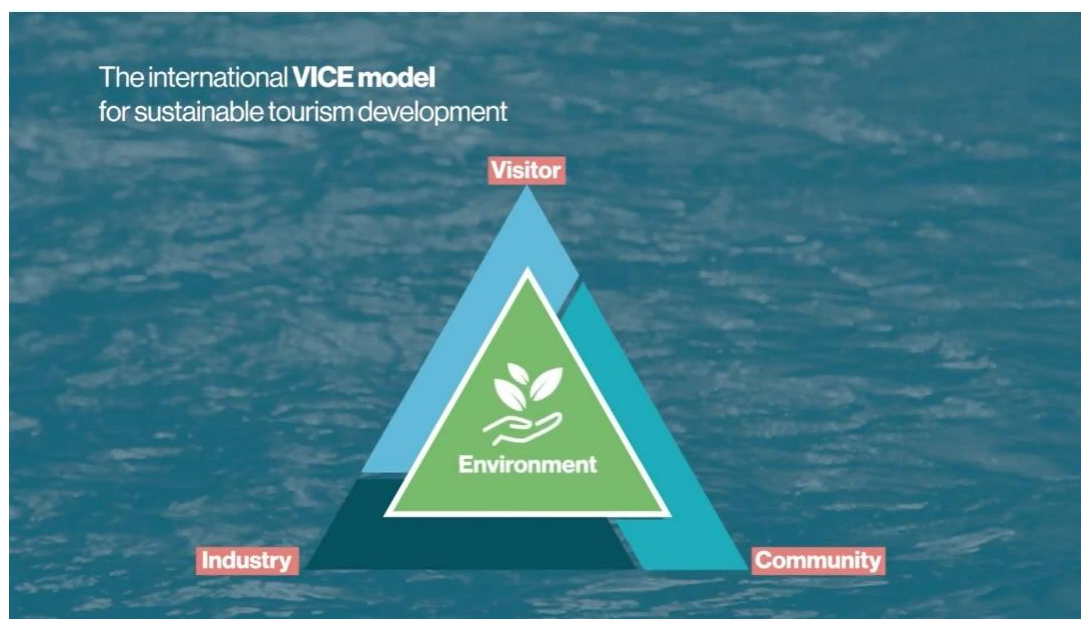 The international VICE model
for sustainable tourism development
Visitor
Environment
Industry
Community